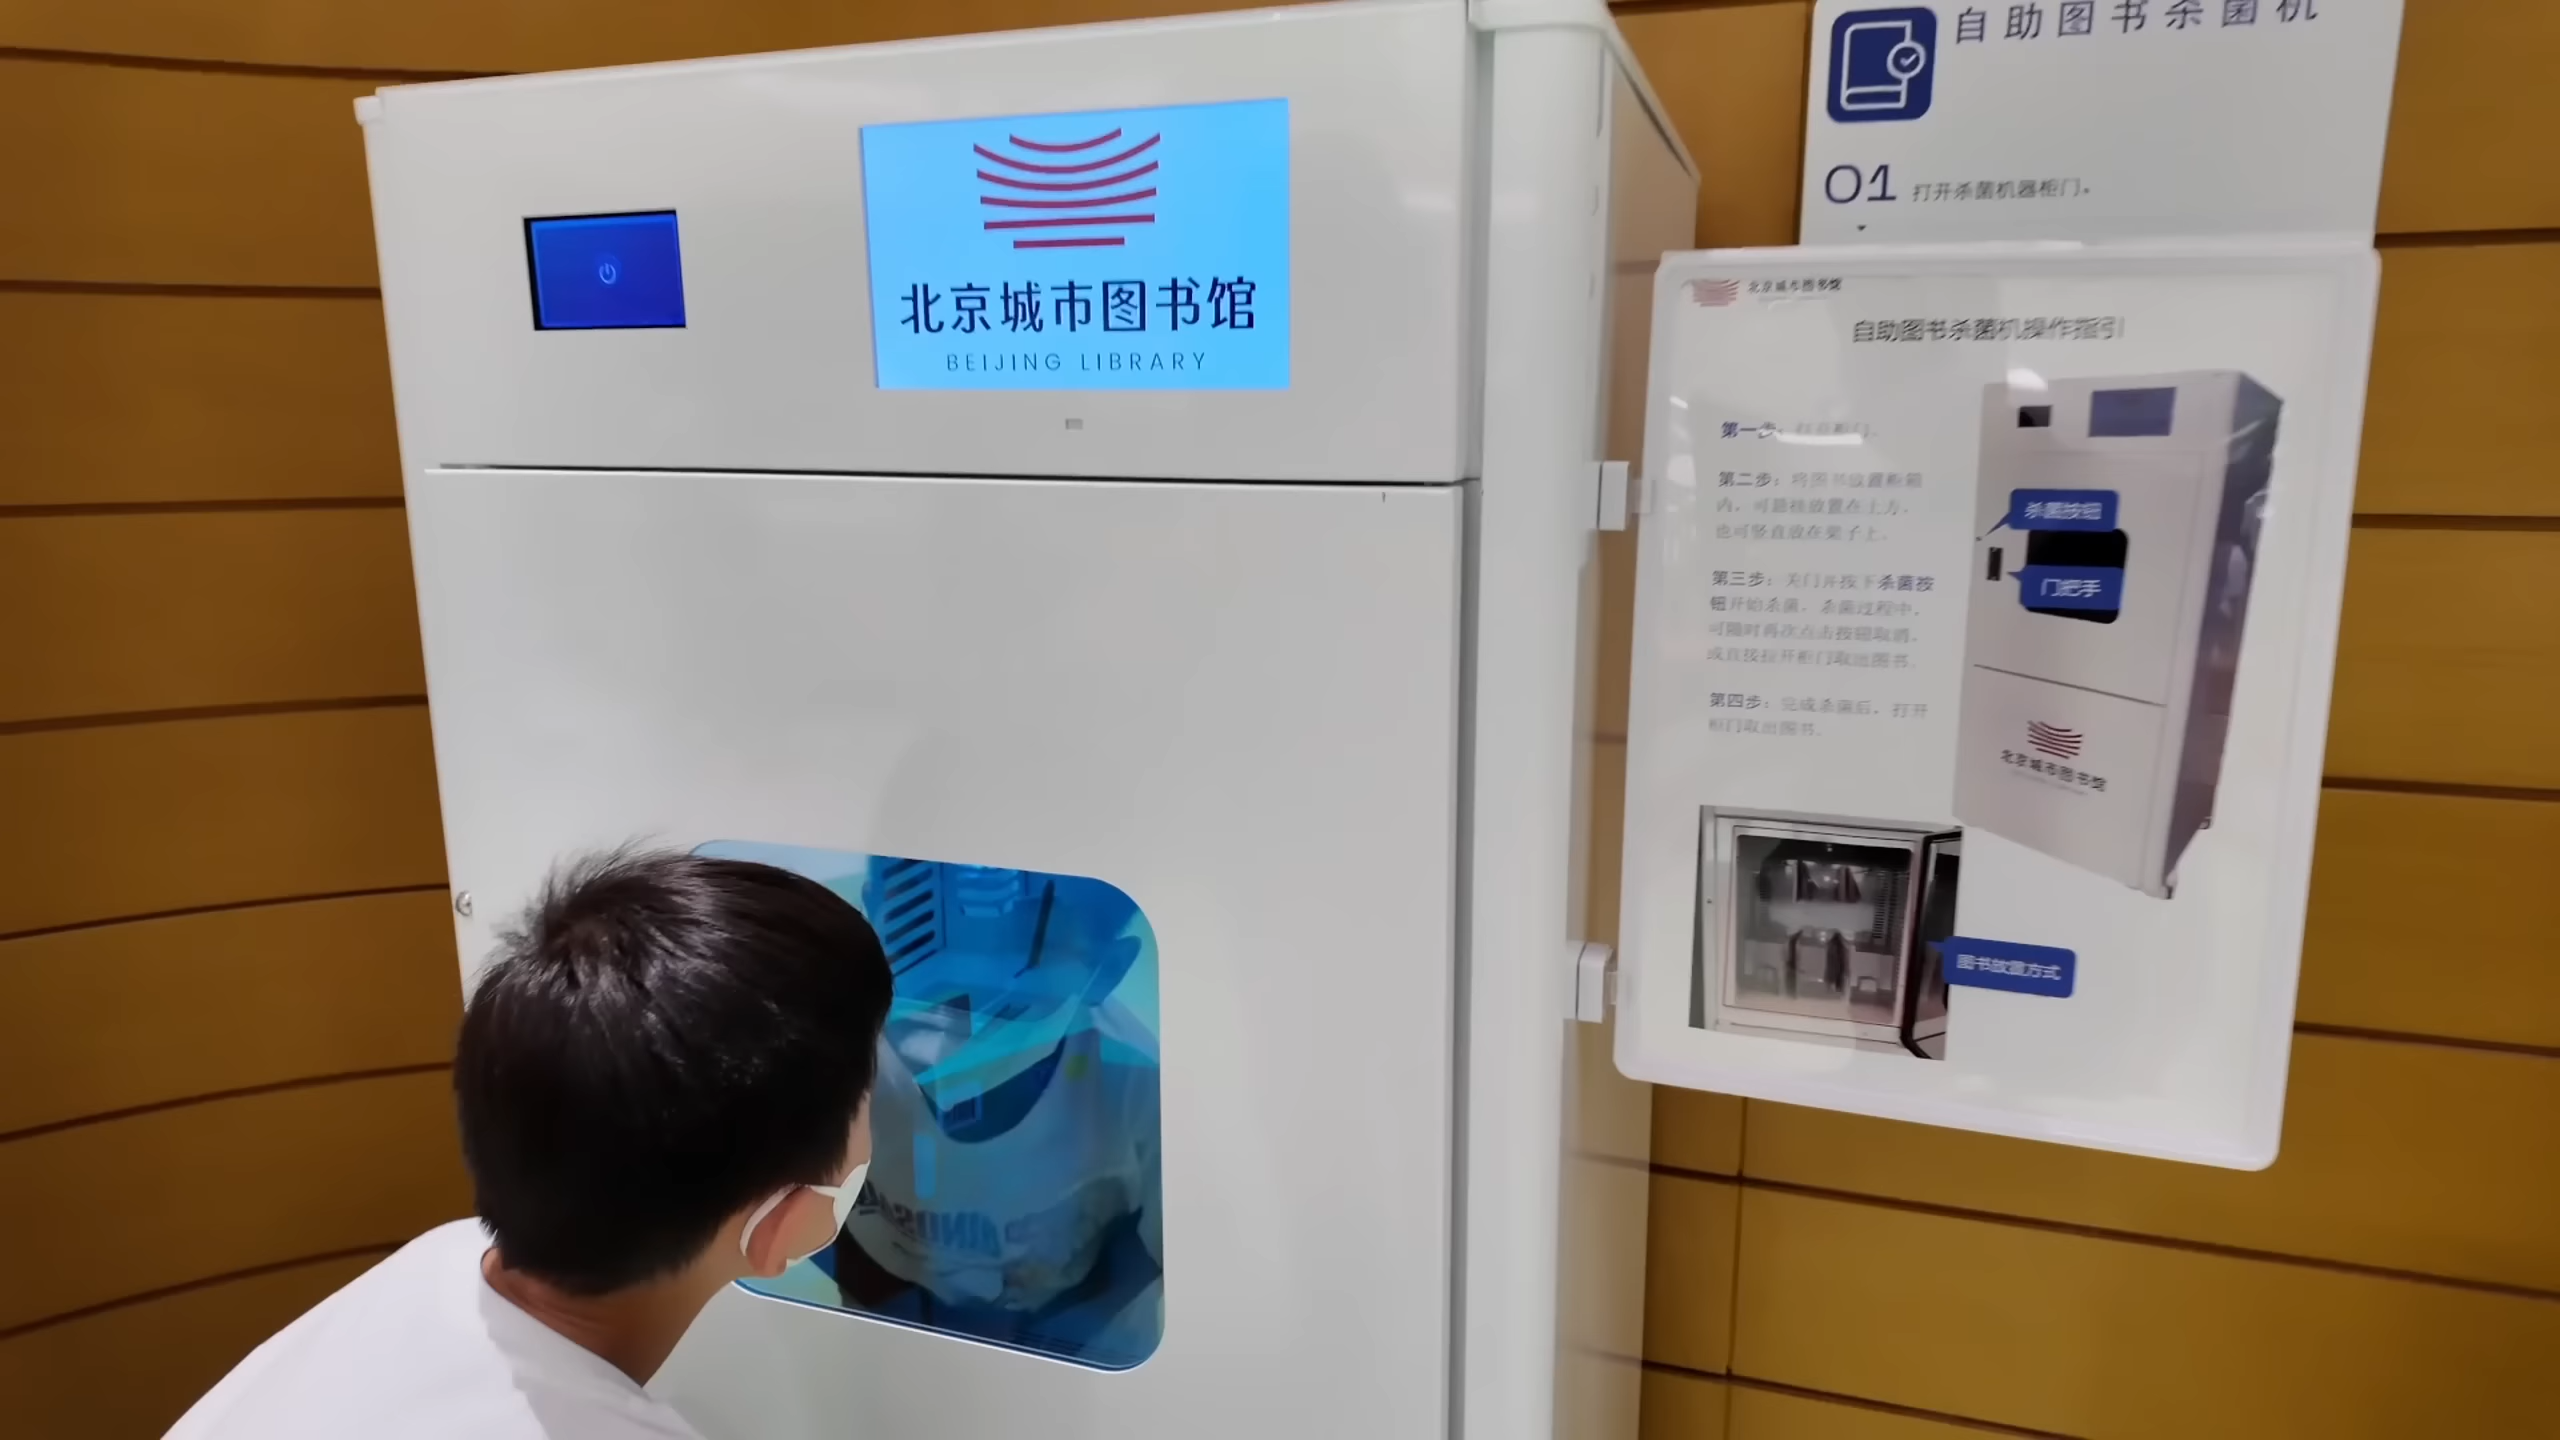 北京城市图书馆
BEIJING LIBRARY
自助图书杀菌机
01 打开杀菌机器柜门。
北京城市图书馆
自助图书杀菌机操作指引
第一步：打开柜门。
第二步：将图书放置柜箱
内，可悬挂放置在上方，
也可竖直放在架子上。
第三步：关门并按下杀菌按
钮开始杀菌。杀菌过程中，
可随时再次点击按钮取消，
或直接拉开柜门取出图书。
第四步：完成杀菌后，打开
柜门取出图书。
杀菌按钮
门把手
北京城市图书馆
图书放置方式